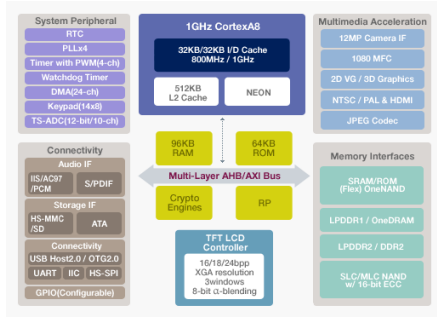 System Peripheral
RTC
PLLx4
Timer with PWM(4-ch)
Watchdog Timer
DMA(24-ch)
Keypad(14x8)
TS-ADC(12-bit/10-ch)
1GHz CortexA8
32KB/32KB I/D Cache
800MHz / 1GHz
512KB
L2 Cache
NEON
Multimedia Acceleration
12MP Camera IF
1080 MFC
2D VG / 3D Graphics
NTSC / PAL & HDMI
JPEG Codec
96KB
RAM
64KB
ROM
Multi-Layer AHB/AXI Bus
Crypto
Engines
RP
Connectivity
Audio IF
IIS/AC97
/PCM
S/PDIF
Storage IF
HS-MMC
/SD
ATA
Connectivity
USB Host2.0 / OTG2.0
UART
IIC
HS-SPI
GPIO(Configurable)
TFT LCD
Controller
16/18/24bpp
XGA resolution
3windows
8-bit α-blending
Memory Interfaces
SRAM/ROM
(Flex) OneNAND
LPDDR1 / OneDRAM
LPDDR2 / DDR2
SLC/MLC NAND
w/ 16-bit ECC